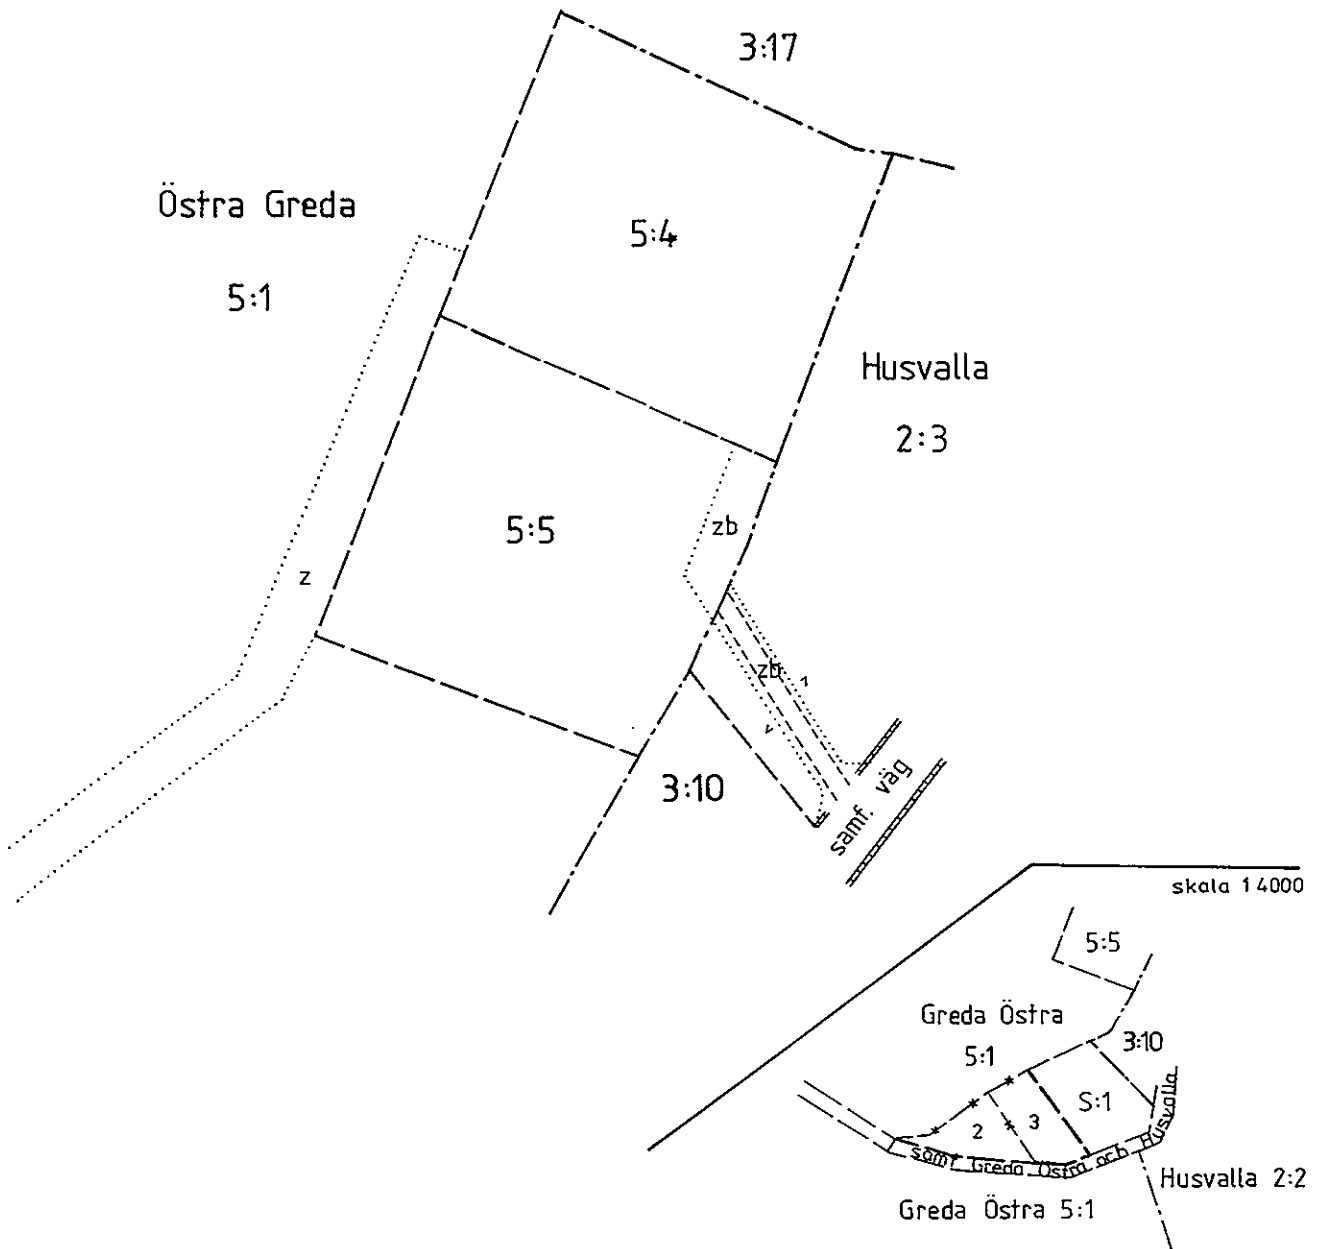 3:17
Östra Greda
5:4
5:1
Husvalla
2:3
5:5
zb
z
zb
3:10
samf. väg
skala 1 4000
5:5
Greda Östra
5:1
3:10
S:1
2
3
samf Greda Östra och Husvalla
Husvalla 2:2
Greda Östra 5:1